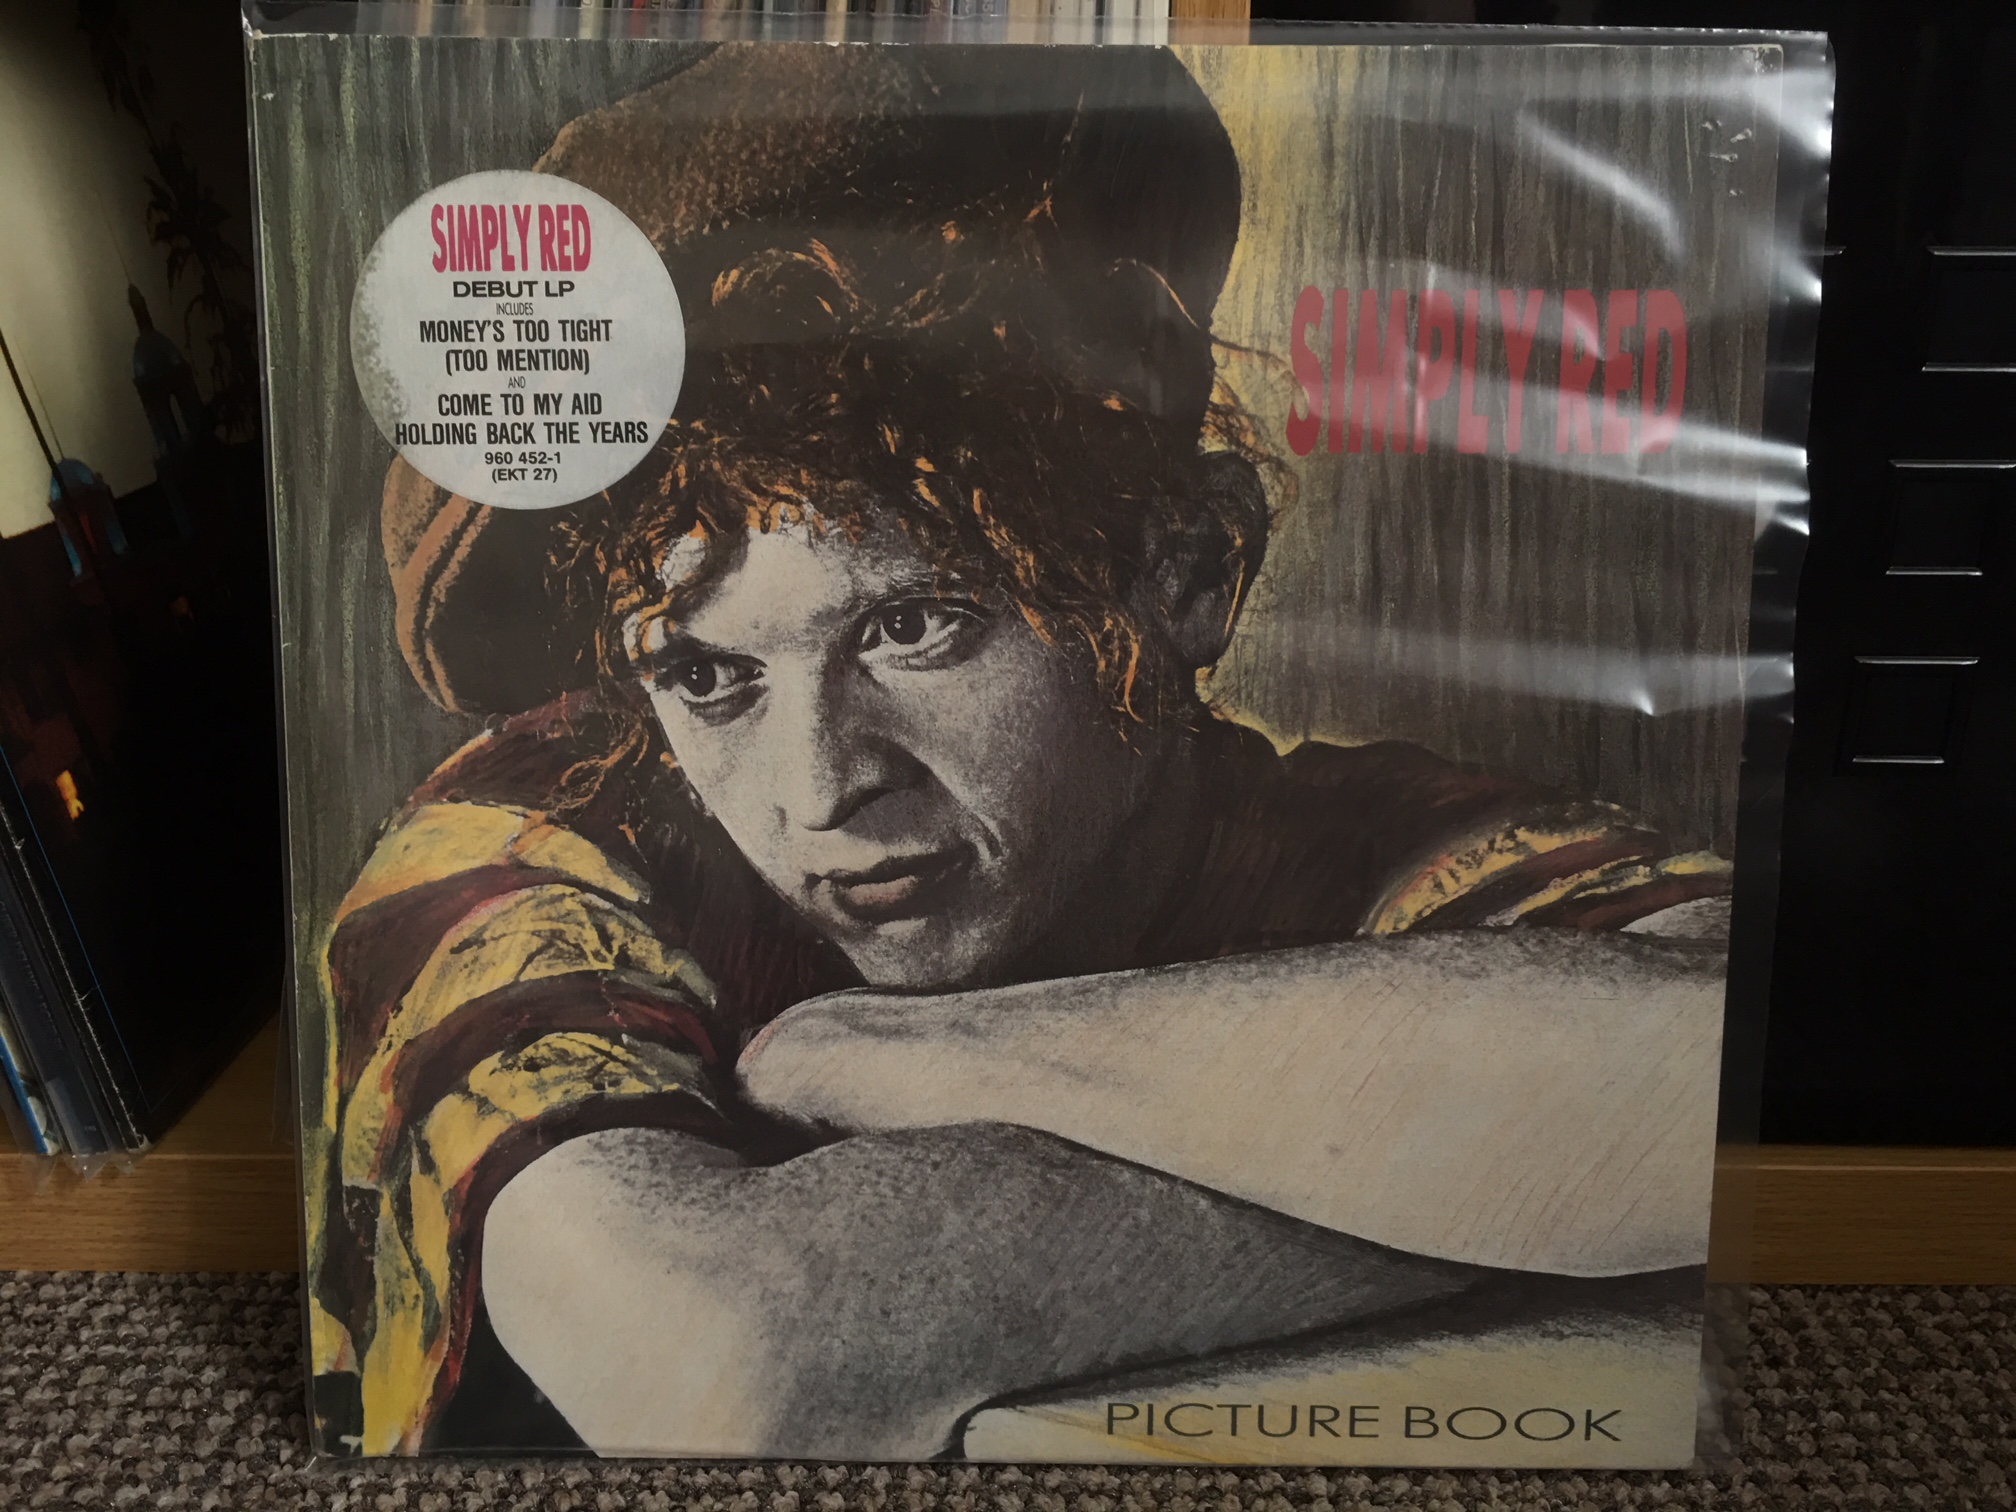 SIMPLY RED
DEBUT LP
INCLUDES
MONEY'S TOO TIGHT
(TOO MENTION)
AND
COME TO MY AID
HOLDING BACK THE YEARS
960 452-1
(EKT 27)
SIMPLY RED
PICTURE BOOK